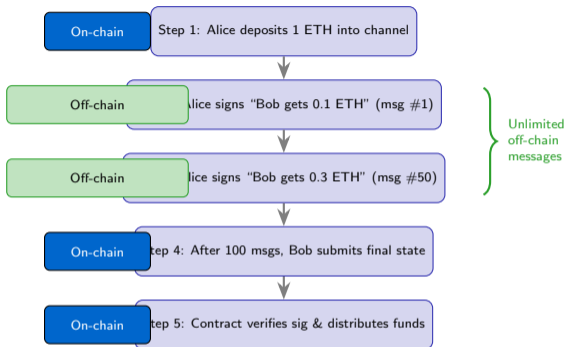 On-chain
Step 1: Alice deposits 1 ETH into channel
Off-chain
Alice signs “Bob gets 0.1 ETH” (msg #1)
Off-chain
lice signs “Bob gets 0.3 ETH” (msg #50)
Unlimited
off-chain
messages
On-chain
tep 4: After 100 msgs, Bob submits final state
On-chain
tep 5: Contract verifies sig & distributes funds